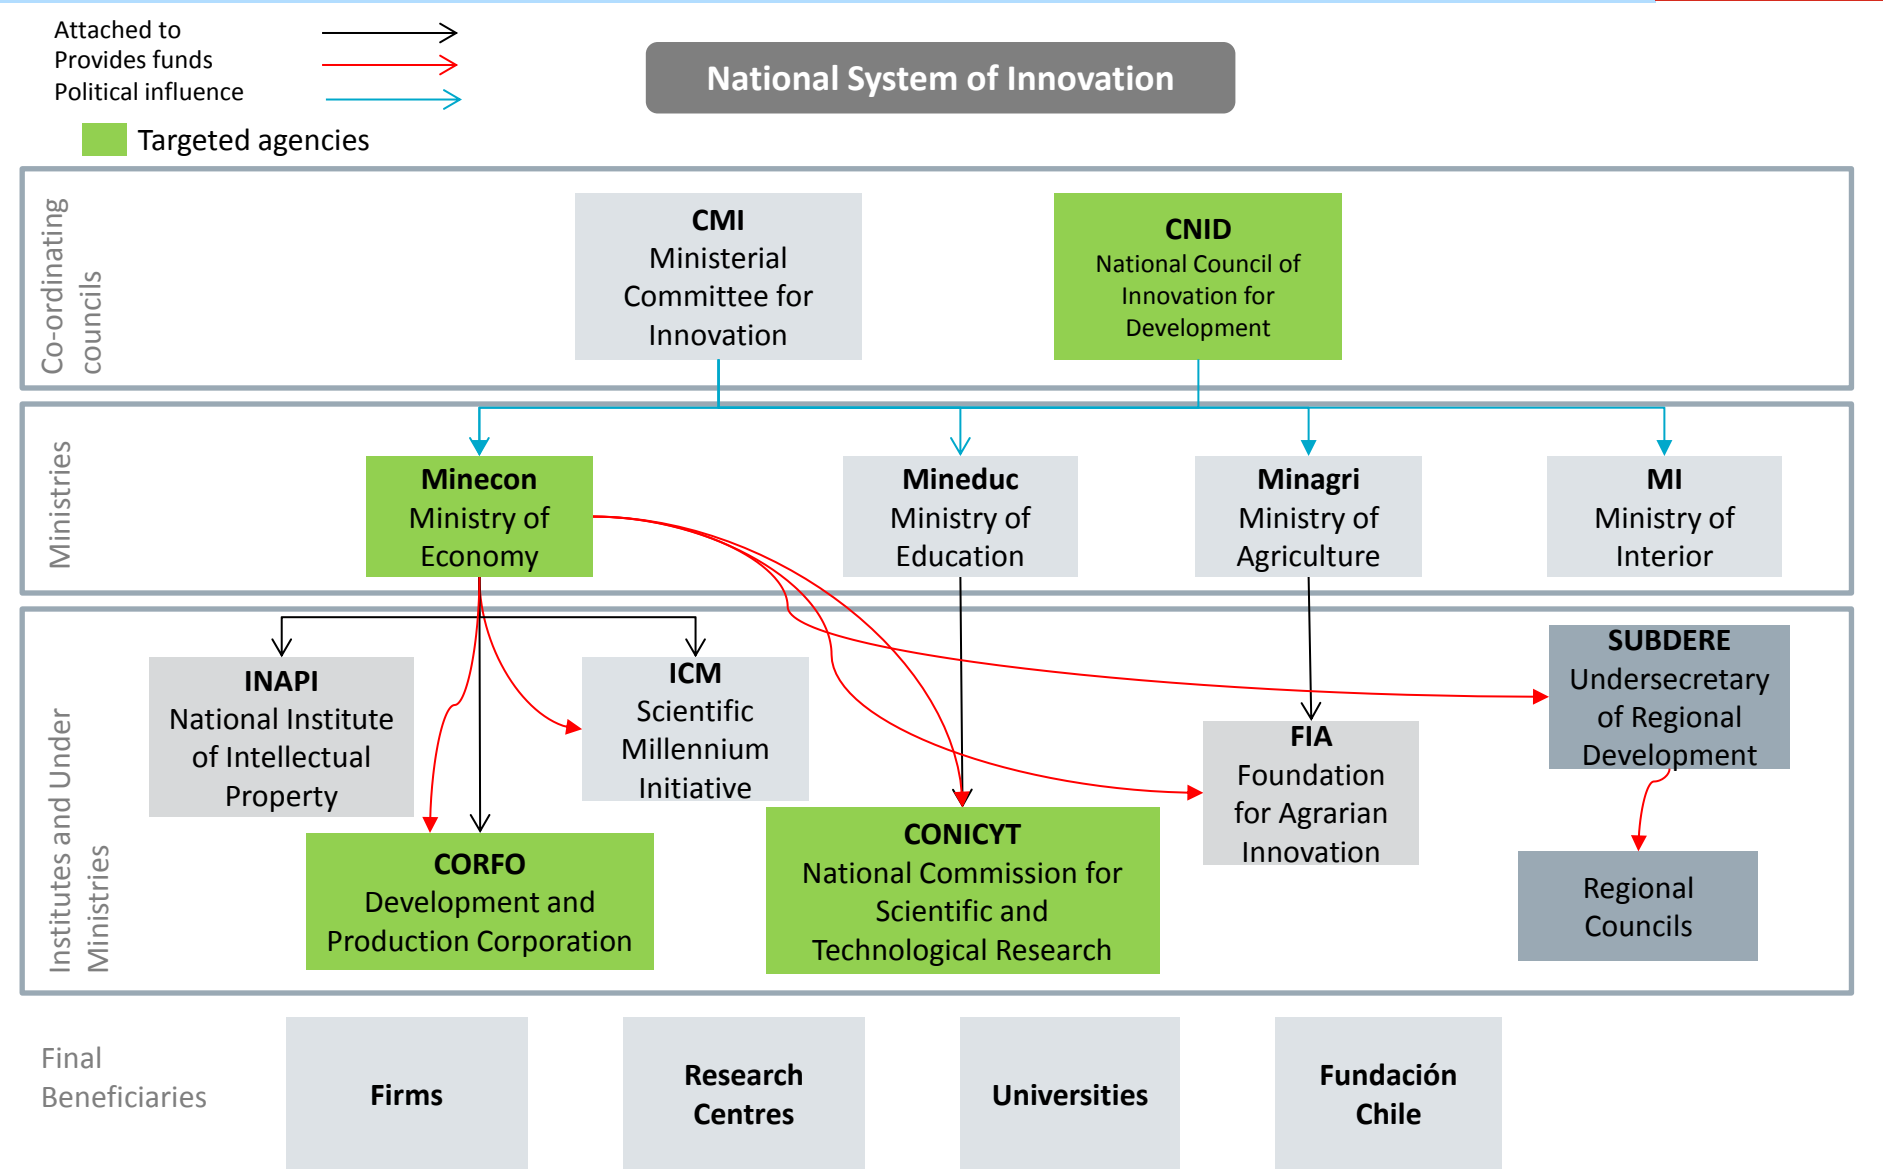 Attached to
Provides funds
Political influence
Targeted agencies
National System of Innovation
Co-ordinating
councils
CMI
Ministerial
Committee for
Innovation
CNID
National Council of
Innovation for
Development
Ministries
Minecon
Ministry of
Economy
Mineduc
Ministry of
Education
Minagri
Ministry of
Agriculture
MI
Ministry of
Interior
Institutes and Under
Ministries
INAPI
National Institute
of Intellectual
Property
ICM
Scientific
Millennium
Initiative
SUBDERE
Undersecretary
of Regional
Development
FIA
Foundation
for Agrarian
Innovation
CORFO
Development and
Production Corporation
CONICYT
National Commission for
Scientific and
Technological Research
Regional
Councils
Final
Beneficiaries
Firms
Research
Centres
Universities
Fundación
Chile